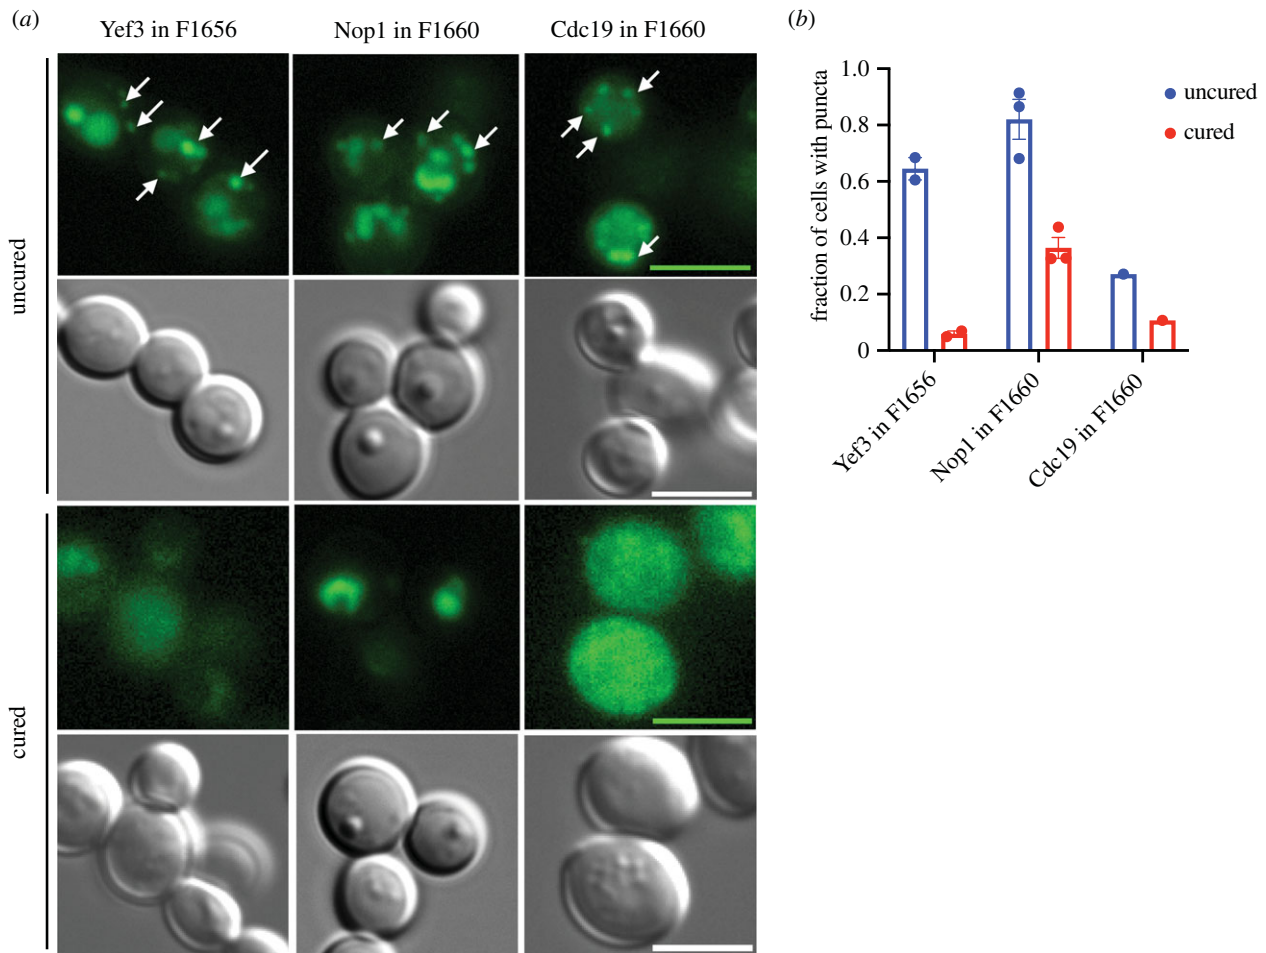 (a)
Yef3 in F1656
Nop1 in F1660
Cdc19 in F1660
uncured
cured
(b)
fraction of cells with puncta
1.0
0.8
0.6
0.4
0.2
0
uncured
cured
Yef3 in F1656
Nop1 in F1660
Cdc19 in F1660